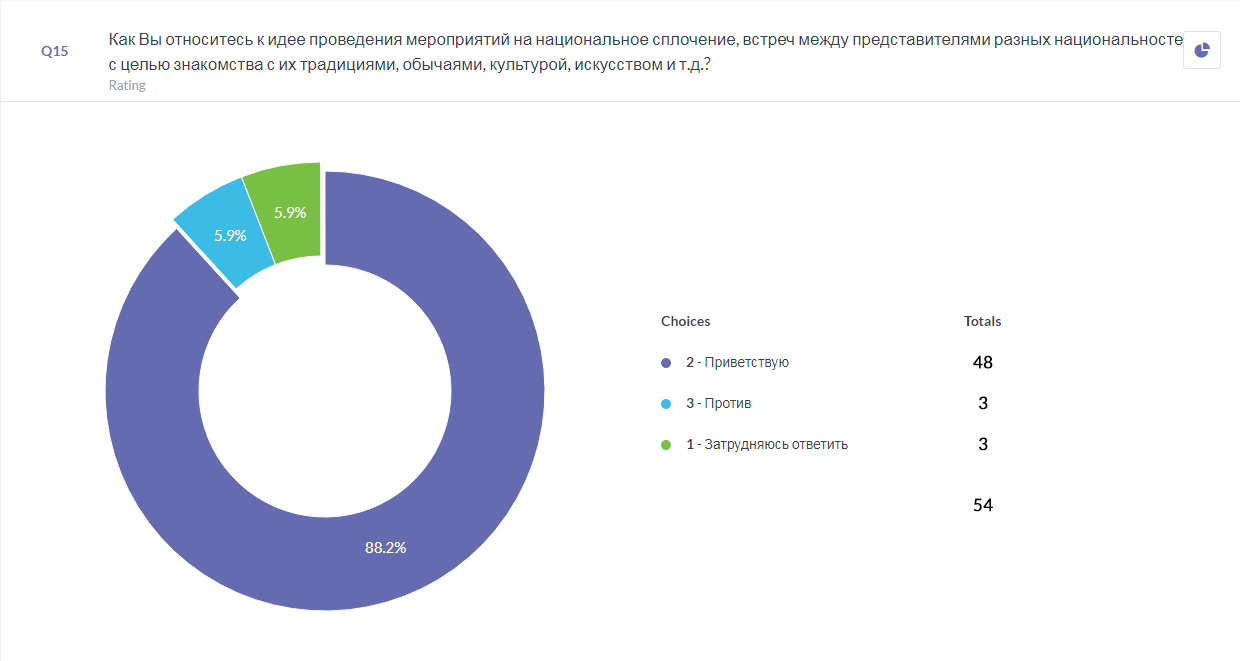 Q15
Как Вы относитесь к идее проведения мероприятий на национальное сплочение, встреч между представителями разных национальносте
с целью знакомства с их традициями, обычаями, культурой, искусством и т.д.?
Rating
5.9%
5.9%
88.2%
Choices Totals
2 - Приветствую 48
3 - Против 3
1 - Затрудняюсь ответить 3
54